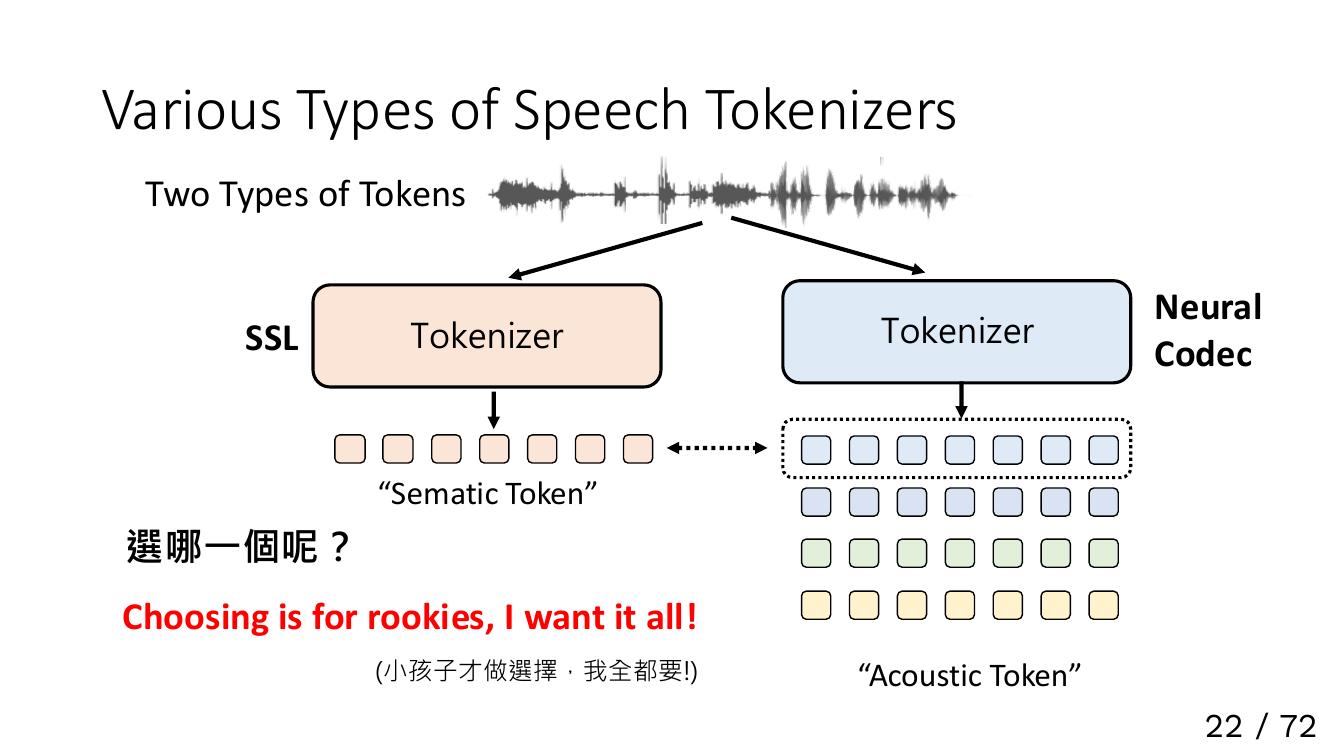 Various Types of Speech Tokenizers
Two Types of Tokens
SSL
Tokenizer
Tokenizer
Neural
Codec
“Sematic Token”
選哪一個呢？
Choosing is for rookies, I want it all!
(小孩子才做選擇，我全都要!)
“Acoustic Token”
22 / 72